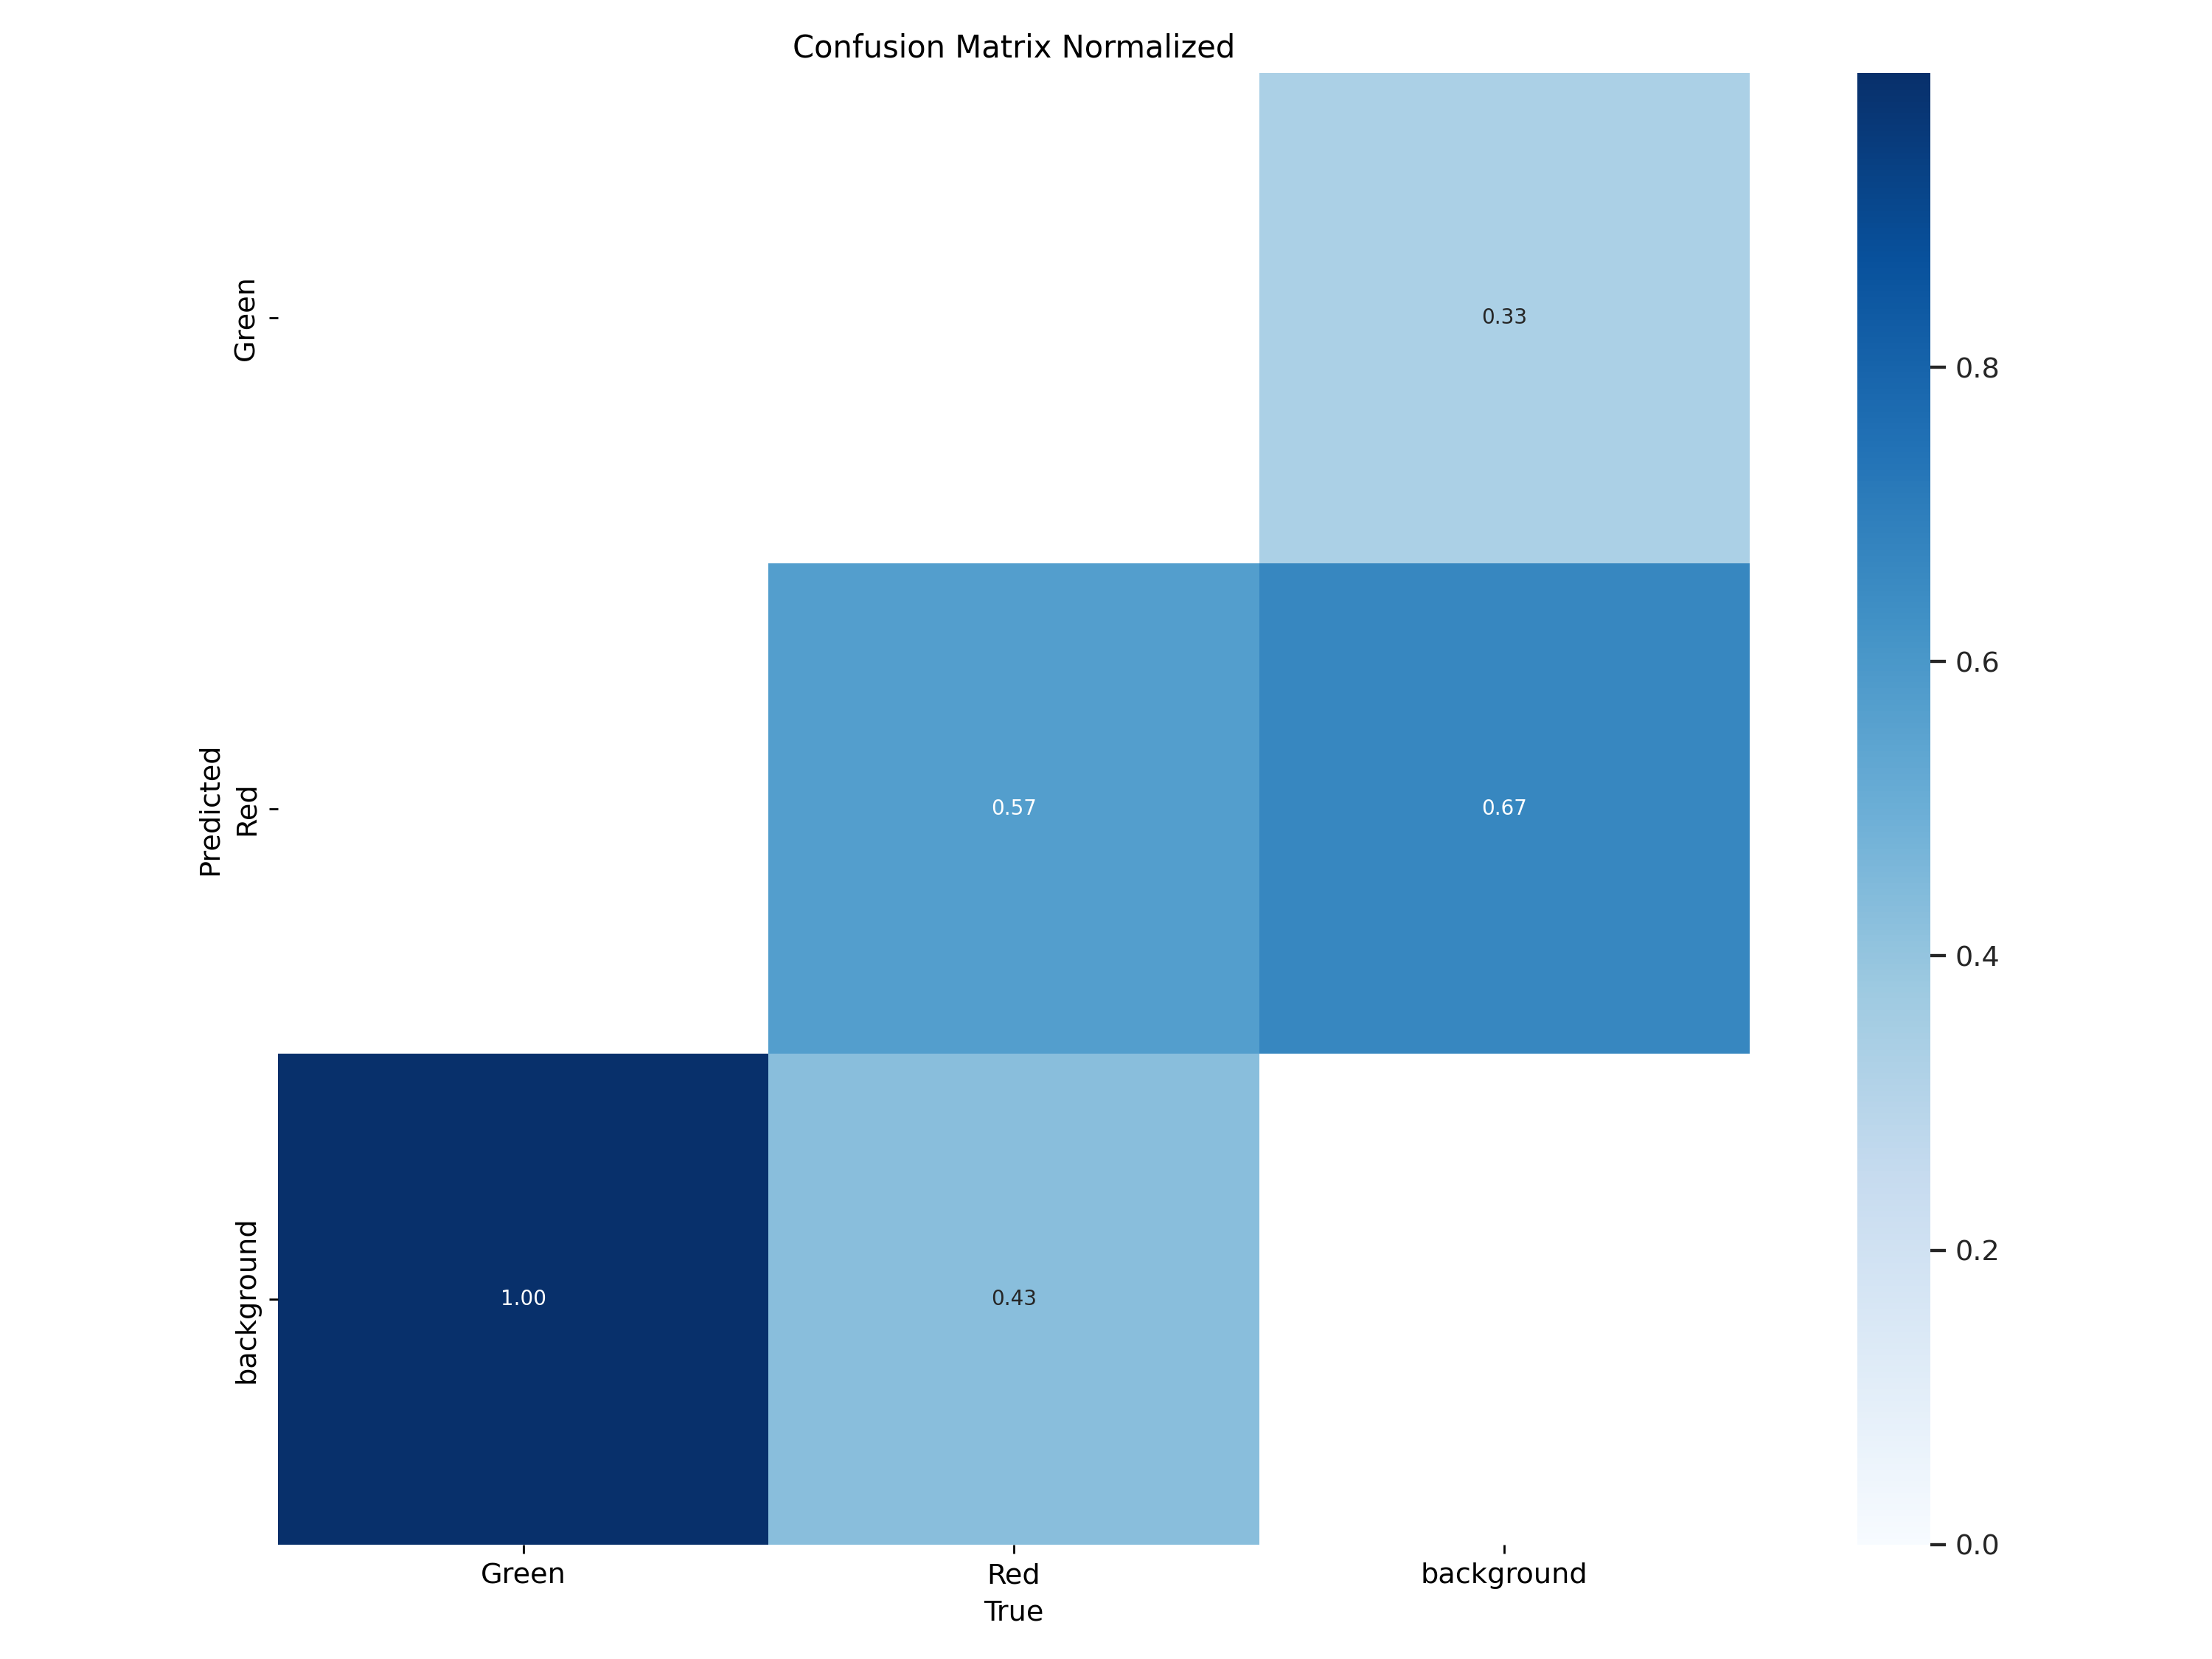 Confusion Matrix Normalized
Predicted
Green
0.33
Red
0.57
0.67
background
1.00
0.43
Green
Red
background
True
0.8
0.6
0.4
0.2
0.0